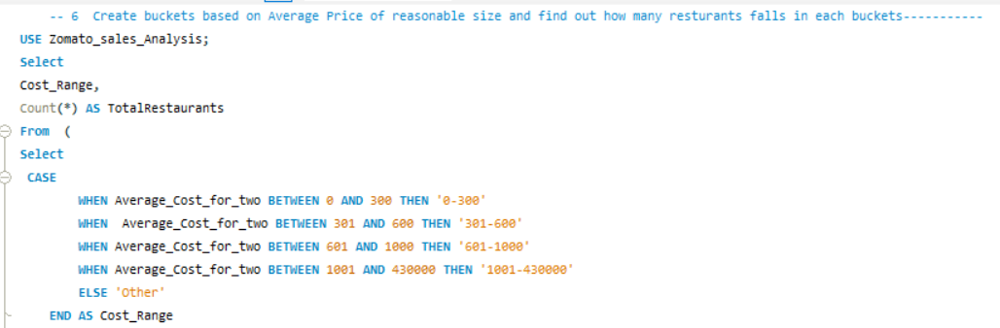 -- 6 Create buckets based on Average Price of reasonable size and find out how many resturants falls in each buckets-----------
USE Zomato_sales_Analysis;
Select
Cost_Range,
Count(*) AS TotalRestaurants
From (
Select
CASE
WHEN Average_Cost_for_two BETWEEN 0 AND 300 THEN '0-300'
WHEN Average_Cost_for_two BETWEEN 301 AND 600 THEN '301-600'
WHEN Average_Cost_for_two BETWEEN 601 AND 1000 THEN '601-1000'
WHEN Average_Cost_for_two BETWEEN 1001 AND 430000 THEN '1001-430000'
ELSE 'Other'
END AS Cost_Range